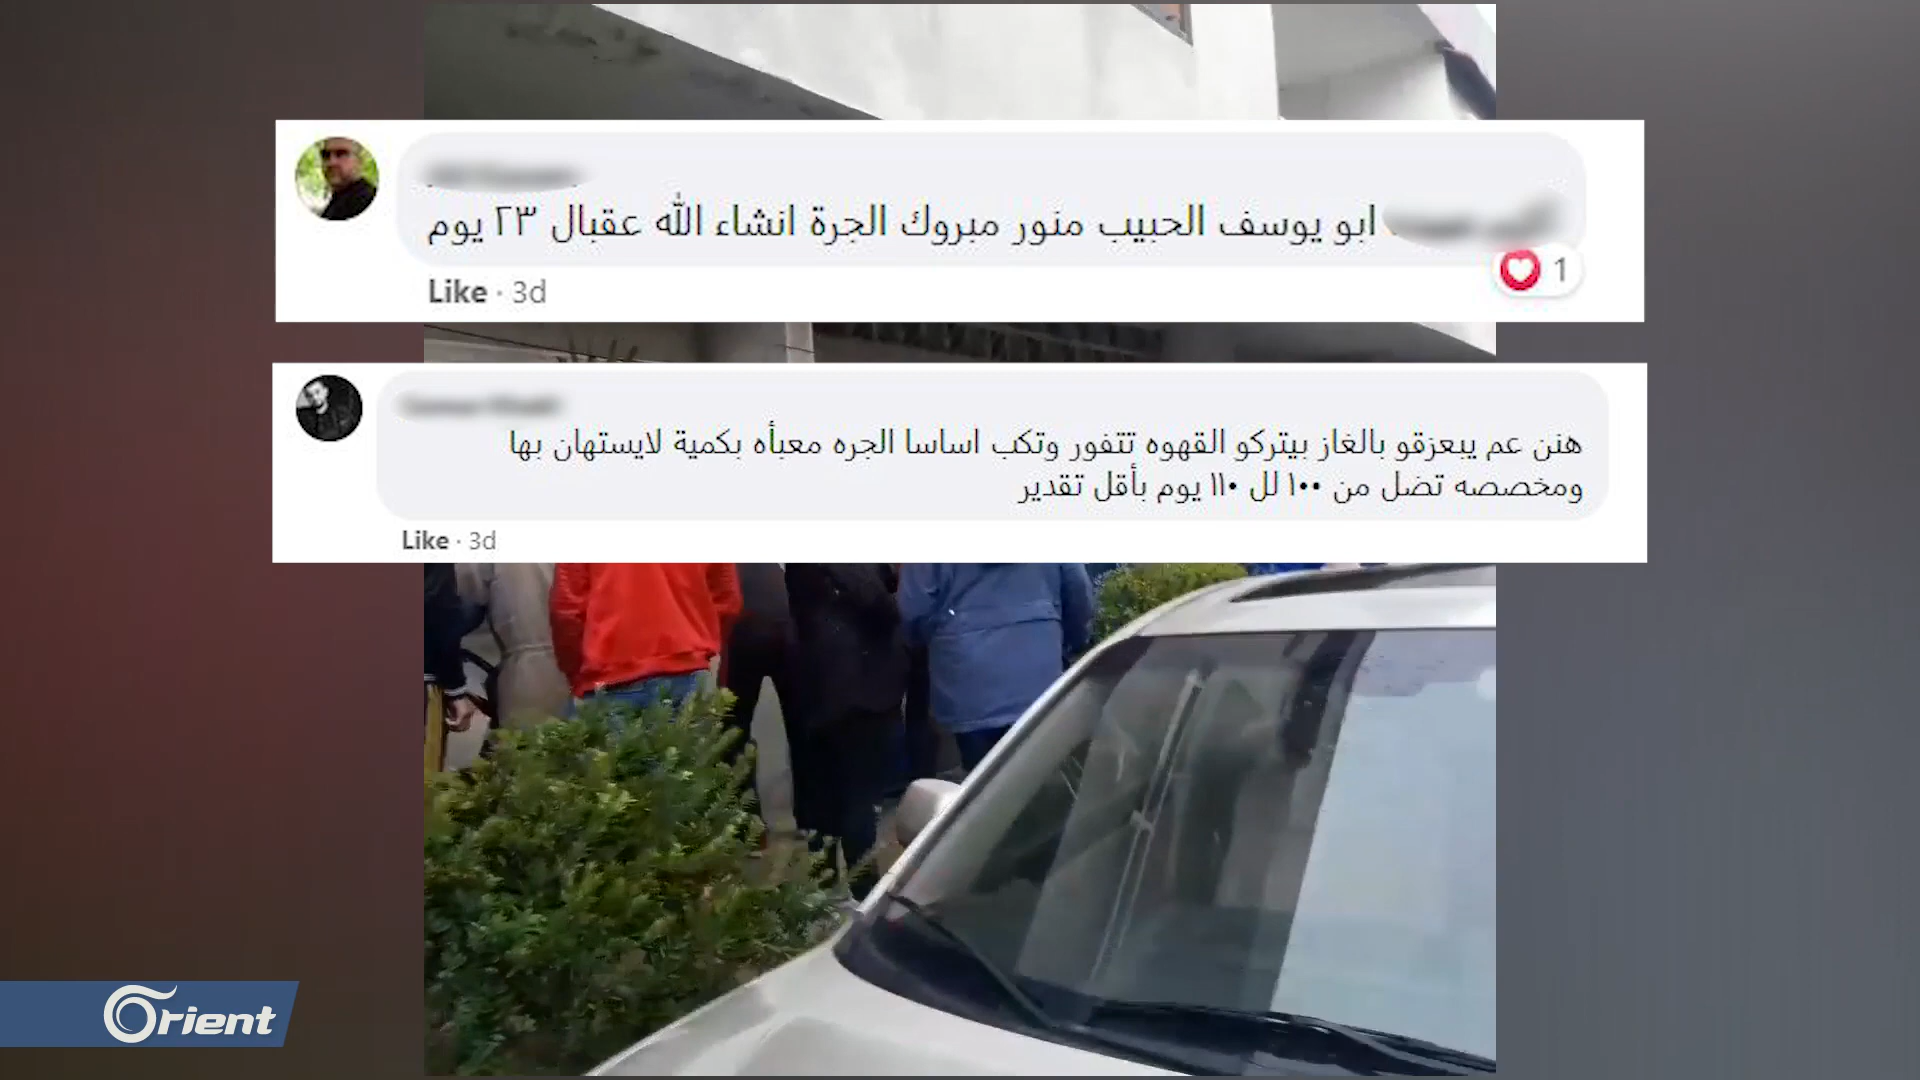 ابو يوسف الحبيب منور مبروك الجرة انشاء الله عقبال ٢٣ يوم
1
Like · 3d
هنن عم يبعزقو بالغاز بيتركو القهوه تتفور وتكب اساسا الجره معبأه بكمية لايستهان بها
ومخصصه تضل من ١٠٠ لل ١١٠ يوم بأقل تقدير
Like · 3d
Orient